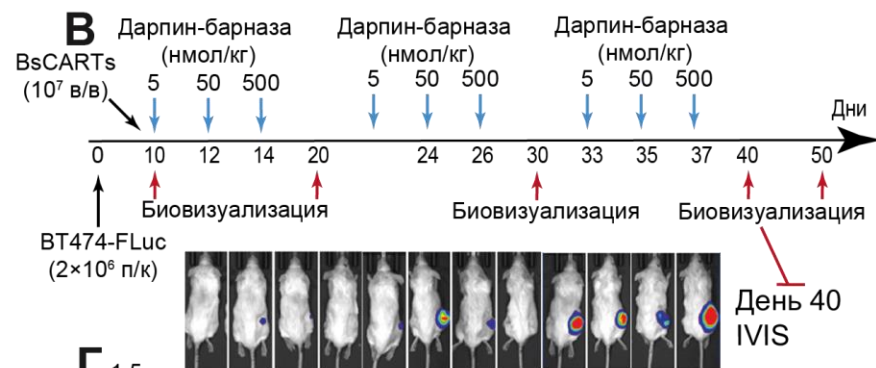 В
Дарпин-барназа Дарпин-барназа Дарпин-барназа
BsCARTs (нмол/кг) (нмол/кг) (нмол/кг)
(10⁷ в/в) 5 50 500 5 50 500 5 50 500
Дни
0 10 12 14 20 24 26 30 33 35 37 40 50
Биовизуализация Биовизуализация Биовизуализация
BT474-FLuc
(2×10⁶ п/к)
День 40
IVIS